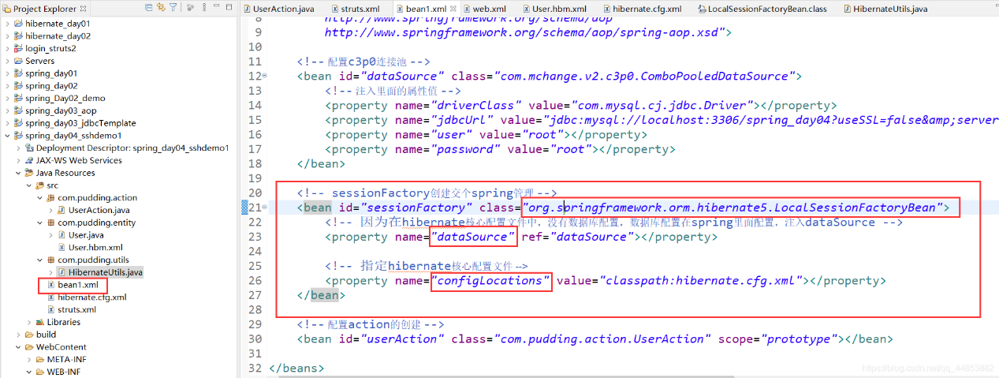 Project Explorer
hibernate_day01
hibernate_day02
login_struts2
Servers
spring_day01
spring_day02
spring_Day02_demo
spring_day03_aop
spring_day03_jdbcTemplate
spring_day04_sshdemo1
Deployment Descriptor: spring_day04_sshdemo1
JAX-WS Web Services
Java Resources
src
com.pudding.action
UserAction.java
com.pudding.entity
User.java
User.hbm.xml
com.pudding.utils
HibernateUtils.java
bean1.xml
hibernate.cfg.xml
struts.xml
Libraries
build
WebContent
META-INF
WEB-INF
UserAction.java struts.xml bean1.xml web.xml User.hbm.xml hibernate.cfg.xml LocalSessionFactoryBean.class HibernateUtils.java
8 http://www.springframework.org/schema/aop
9 http://www.springframework.org/schema/aop/spring-aop.xsd">
10
11 <!-- 配置c3p0连接池 -->
12 <bean id="dataSource" class="com.mchange.v2.c3p0.ComboPooledDataSource">
13 <!-- 注入里面的属性值 -->
14 <property name="driverClass" value="com.mysql.cj.jdbc.Driver"></property>
15 <property name="jdbcUrl" value="jdbc:mysql://localhost:3306/spring_day04?useSSL=false&amp;server
16 <property name="user" value="root"></property>
17 <property name="password" value="root"></property>
18 </bean>
19
20 <!-- sessionFactory创建交个spring管理 -->
21 <bean id="sessionFactory" class="org.springframework.orm.hibernate5.LocalSessionFactoryBean">
22 <!-- 因为在hibernate核心配置文件中，没有数据库配置，数据库配置在spring里面配置，注入dataSource -->
23 <property name="dataSource" ref="dataSource"></property>
24
25 <!-- 指定hibernate核心配置文件 -->
26 <property name="configLocations" value="classpath:hibernate.cfg.xml"></property>
27 </bean>
28
29 <!-- 配置action的创建 -->
30 <bean id="userAction" class="com.pudding.action.UserAction" scope="prototype"></bean>
31
32 </beans>
https://blog.csdn.net/qq_44853882